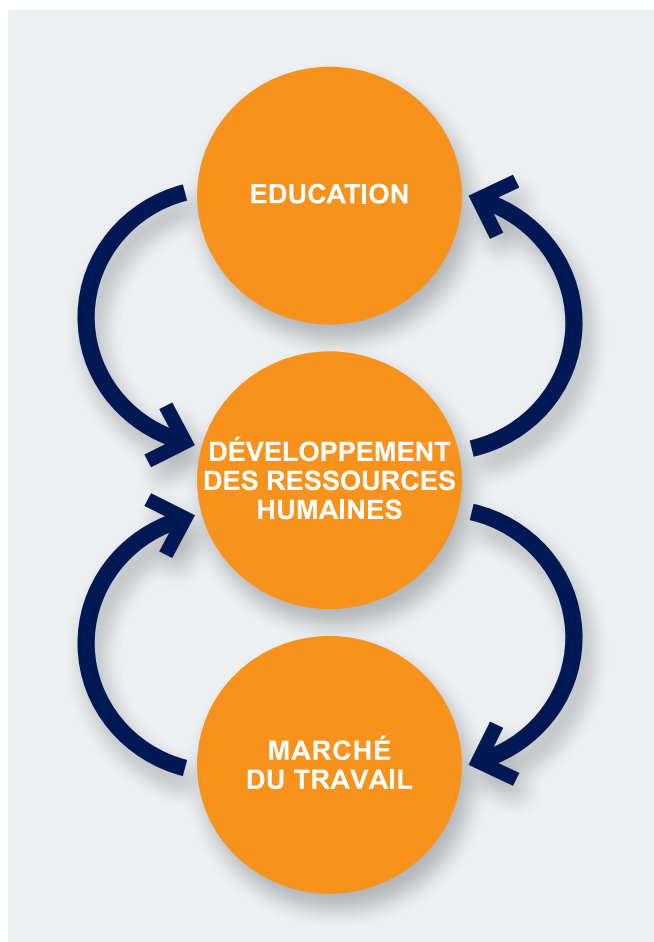 EDUCATION
DÉVELOPPEMENT
DES RESSOURCES
HUMAINES
MARCHÉ
DU TRAVAIL